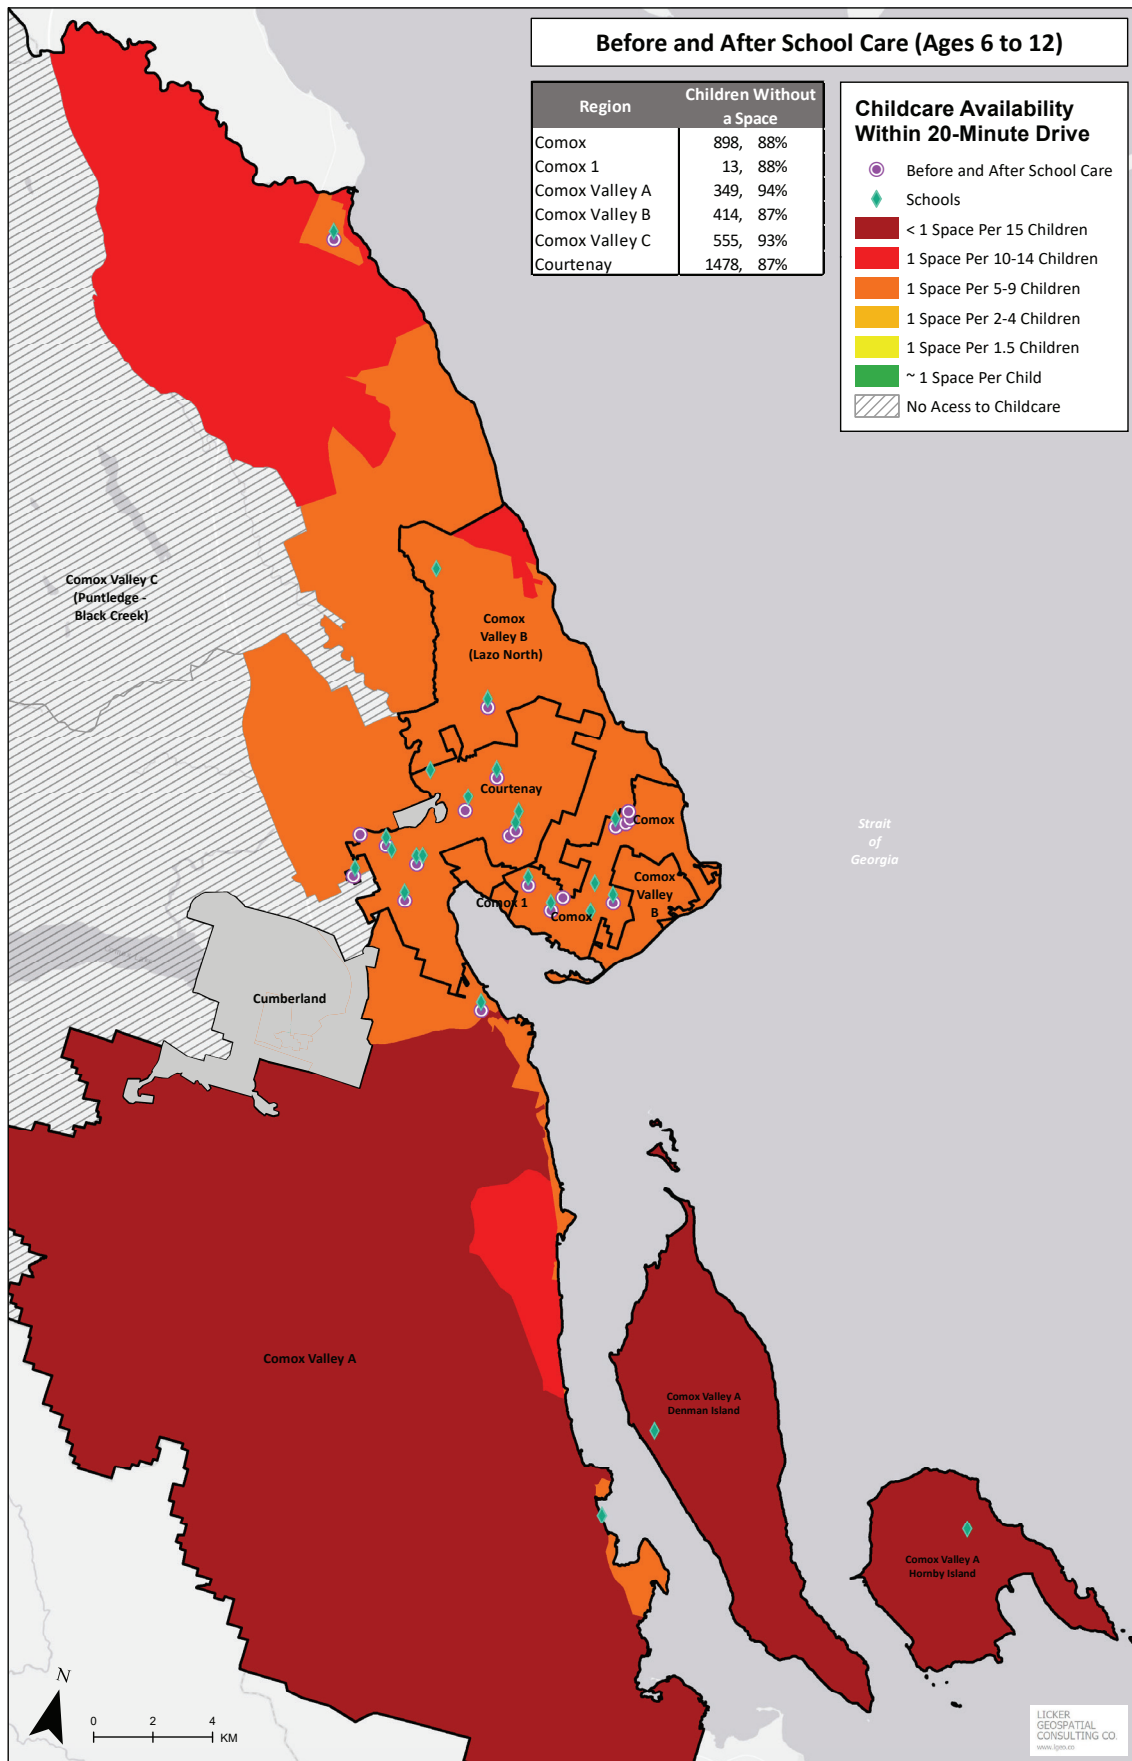 Before and After School Care (Ages 6 to 12)
Region Children Without a Space
Comox 898, 88%
Comox 1 13, 88%
Comox Valley A 349, 94%
Comox Valley B 414, 87%
Comox Valley C 555, 93%
Courtenay 1478, 87%
Childcare Availability
Within 20-Minute Drive
Before and After School Care
Schools
< 1 Space Per 15 Children
1 Space Per 10-14 Children
1 Space Per 5-9 Children
1 Space Per 2-4 Children
1 Space Per 1.5 Children
~ 1 Space Per Child
No Acess to Childcare
Comox Valley C
(Puntledge -
Black Creek)
Comox
Valley B
(Lazo North)
Courtenay
Comox
Strait
of
Georgia
Comox
Valley
B
Comox 1
Comox
Cumberland
Comox Valley A
Comox Valley A
Denman Island
Comox Valley A
Hornby Island
N
0 2 4
KM
LICKER
GEOSPATIAL
CONSULTING CO.